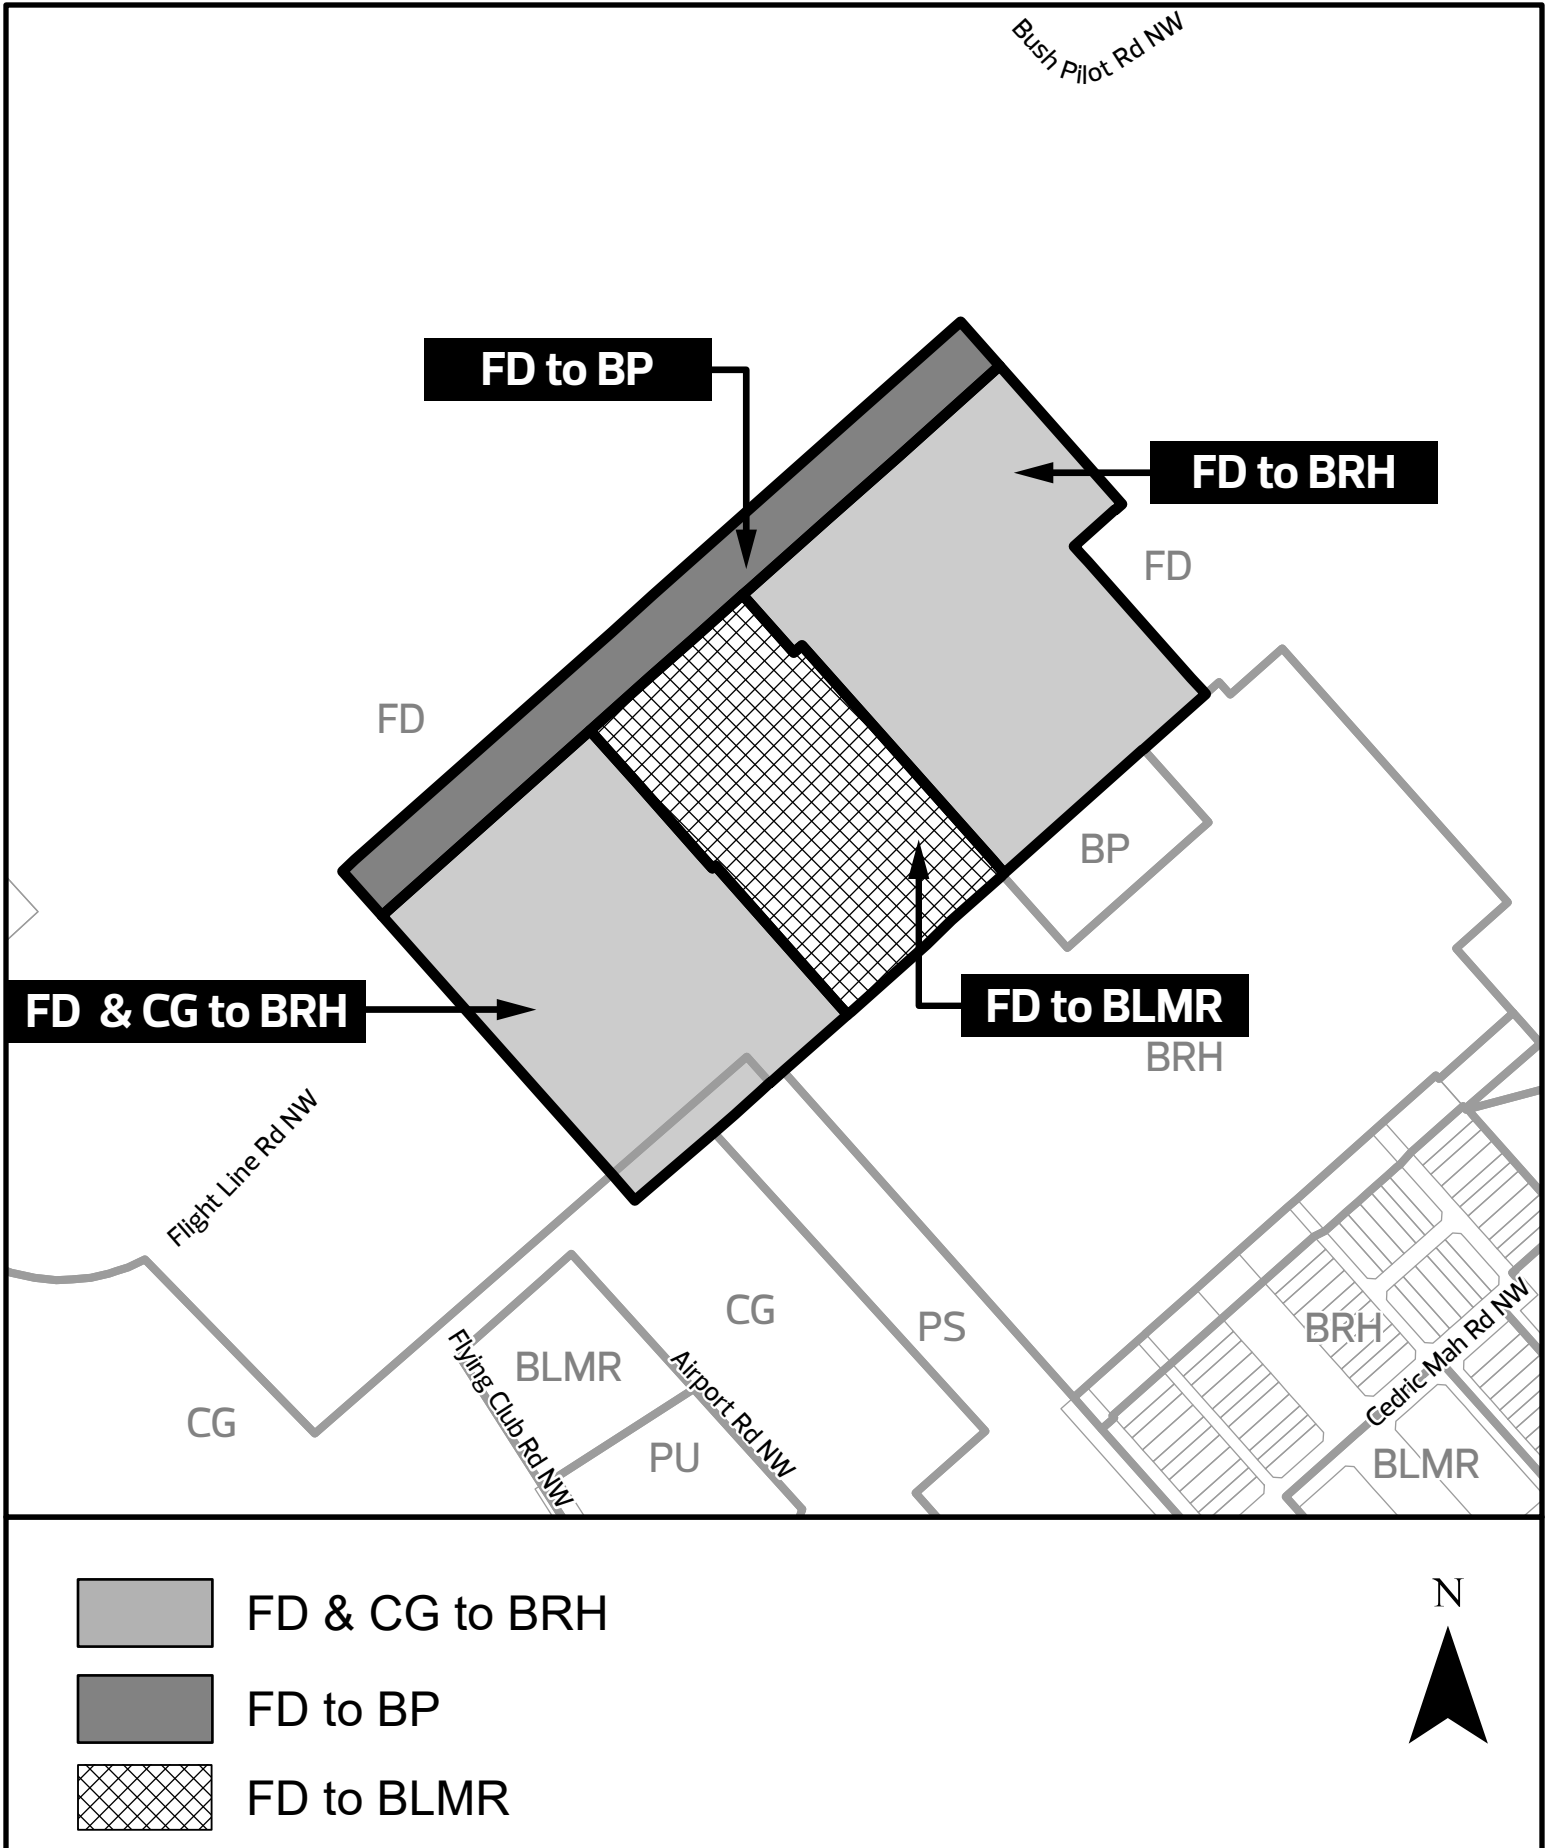 Bush Pilot Rd NW
FD to BP
FD to BRH
FD
FD
BP
FD & CG to BRH
FD to BLMR
BRH
Flight Line Rd NW
CG
PS
BRH
Cedric Mah Rd NW
Flying Club Rd NW
BLMR
Airport Rd NW
CG
PU
BLMR
FD & CG to BRH
N
FD to BP
FD to BLMR